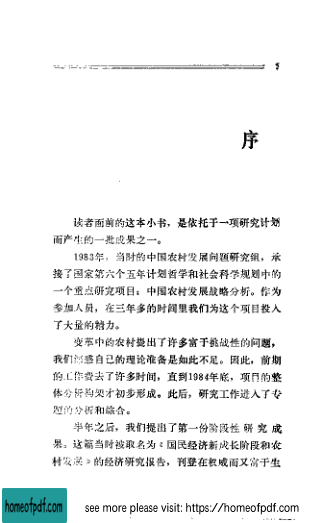 序
读者面前的这本小书，是依托于一项研究计划
而产生的一批成果之一。
1983年，当时的中国农村发展问题研究组，承
接了国家第六个五年计划哲学和社会科学规划中的
一个重点研究项目：中国农村发展战略分析。作为
参加人员，在三年多的时间里我们为这个项目投入
了大量的精力。
变革中的农村提出了许多富于挑战性的问题，
我们深感自己的理论准备是如此不足。因此，前期
的工作费去了许多时间，直到1984年底，项目的整
体分析构架才初步形成。此后，研究工作进入了专
题的分析和综合。
半年之后，我们提出了第一份阶段性研究成
果。这篇当时被取名为《国民经济新成长阶段和农
村发展》的经济研究报告，刊登在权威而又富于生
homeofpdf.com
see more please visit: https://homeofpdf.com